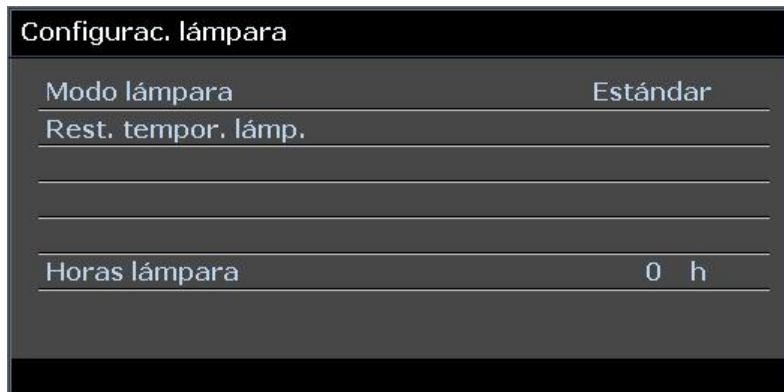 Configurac. lámpara
Modo lámpara Estándar
Rest. tempor. lámp.
Horas lámpara 0 h